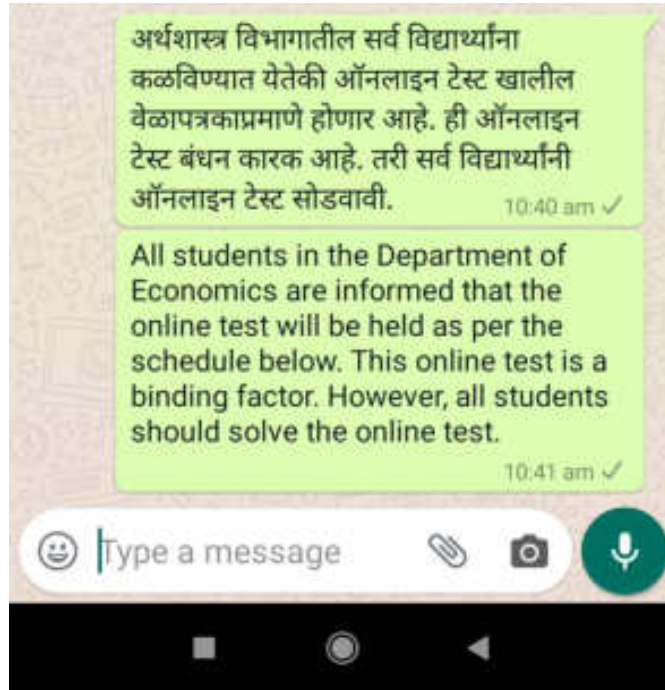 अर्थशास्त्र विभागातील सर्व विद्यार्थ्यांना
कळविण्यात येतेकी ऑनलाइन टेस्ट खालील
वेळापत्रकाप्रमाणे होणार आहे. ही ऑनलाइन
टेस्ट बंधन कारक आहे. तरी सर्व विद्यार्थ्यांनी
ऑनलाइन टेस्ट सोडवावी.
10:40 am
All students in the Department of
Economics are informed that the
online test will be held as per the
schedule below. This online test is a
binding factor. However, all students
should solve the online test.
10:41 am
Type a message